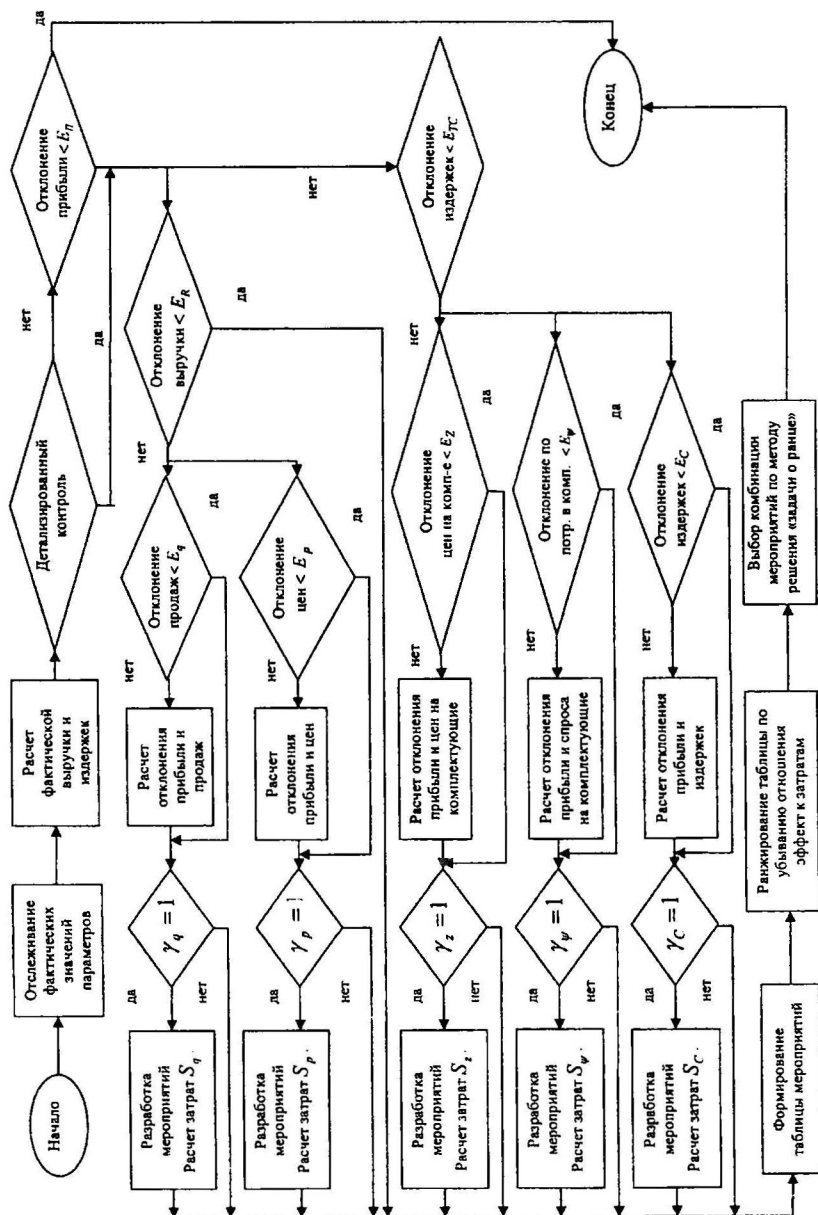 Начало
Отслеживание
фактических
значений
параметров
Расчет
фактической
выручки и
издержек
Детализированный
контроль
нет
да
Отклонение
прибыли < E_П
да
нет
Отклонение
выручки < E_R
да
нет
Отклонение
продаж < E_q
да
нет
Расчет
отклонения
прибыли и
продаж
γ_q = 1
да
нет
Разработка
мероприятий
Расчет затрат S_q .
Отклонение
цен < E_p
да
нет
Расчет
отклонения
прибыли и цен
γ_p = 1
да
нет
Разработка
мероприятий
Расчет затрат S_p .
Отклонение
издержек < E_TC
нет
Отклонение
цен на комп-е < E_Z
да
нет
Расчет отклонения
прибыли и цен на
комплектующие
γ_z = 1
да
нет
Разработка
мероприятий
Расчет затрат S_z .
Отклонение по
потр. в комп. < E_ψ
да
нет
Расчет отклонения
прибыли и спроса
на комплектующие
γ_ψ = 1
да
нет
Разработка
мероприятий
Расчет затрат S_ψ .
Отклонение
издержек < E_C
да
нет
Расчет отклонения
прибыли и
издержек
γ_C = 1
да
нет
Разработка
мероприятий
Расчет затрат S_C .
Формирование
таблицы мероприятий
Ранжирование таблицы по
убыванию отношения
эффект к затратам
Выбор комбинации
мероприятий по методу
решения «задачи о ранце»
Конец